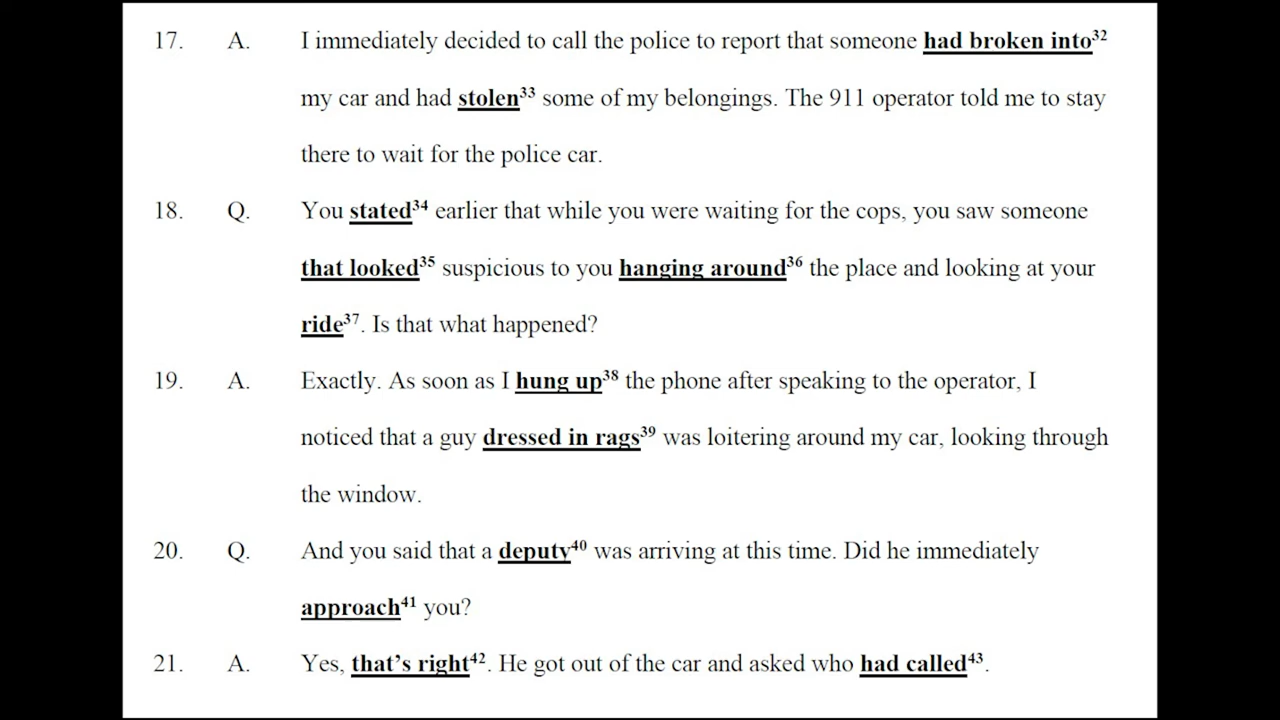 17. A. I immediately decided to call the police to report that someone had broken into32
my car and had stolen33 some of my belongings. The 911 operator told me to stay
there to wait for the police car.
18. Q. You stated34 earlier that while you were waiting for the cops, you saw someone
that looked35 suspicious to you hanging around36 the place and looking at your
ride37. Is that what happened?
19. A. Exactly. As soon as I hung up38 the phone after speaking to the operator, I
noticed that a guy dressed in rags39 was loitering around my car, looking through
the window.
20. Q. And you said that a deputy40 was arriving at this time. Did he immediately
approach41 you?
21. A. Yes, that’s right42. He got out of the car and asked who had called43.